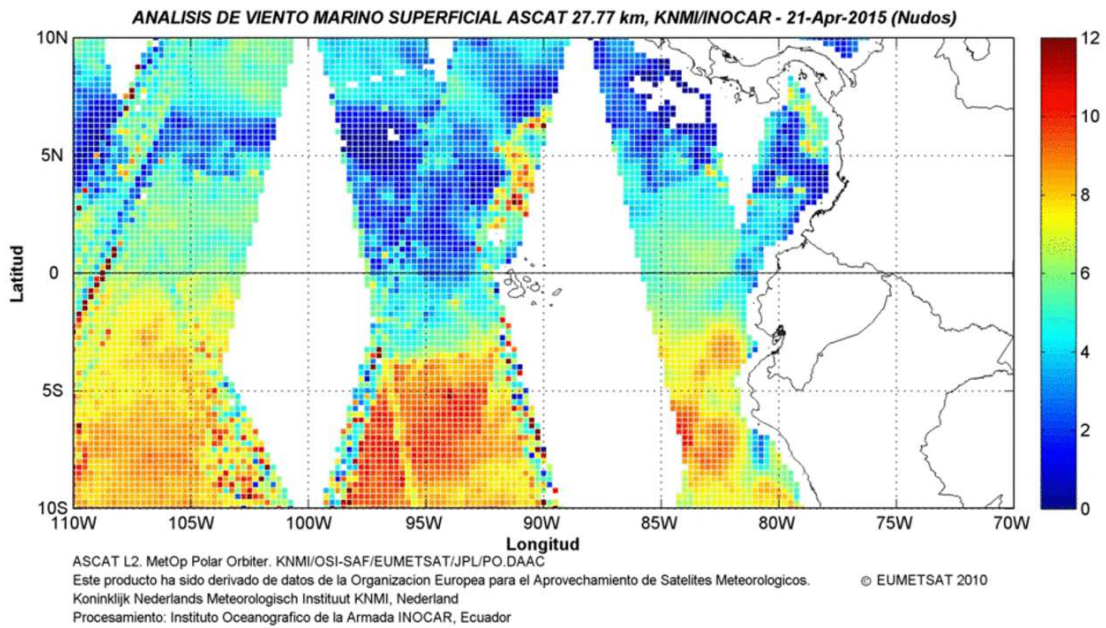 ANALISIS DE VIENTO MARINO SUPERFICIAL ASCAT 27.77 km, KNMI/INOCAR - 21-Apr-2015 (Nudos)
10N
5N
0
5S
10S
Latitud
110W 105W 100W 95W 90W 85W 80W 75W 70W
Longitud
12
10
8
6
4
2
0
ASCAT L2. MetOp Polar Orbiter. KNMI/OSI-SAF/EUMETSAT/JPL/PO.DAAC
Este producto ha sido derivado de datos de la Organizacion Europea para el Aprovechamiento de Satelites Meteorologicos. © EUMETSAT 2010
Koninklijk Nederlands Meteorologisch Instituut KNMI, Nederland
Procesamiento: Instituto Oceanografico de la Armada INOCAR, Ecuador